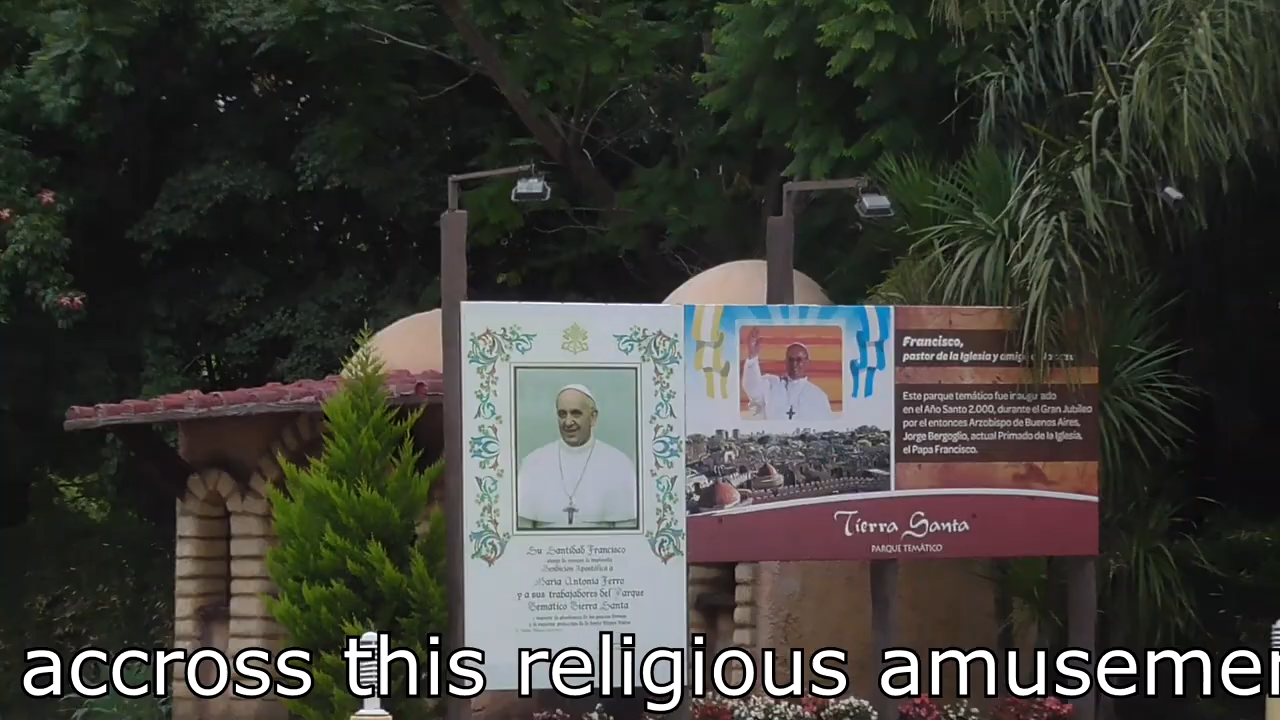 Su Santidad Francisco
Bendición Apostólica a
María Antonia Ferro
y a sus trabajadores del Parque
Temático Tierra Santa
Francisco,
pastor de la Iglesia y amigo
Este parque temático fue inaugurado
en el Año Santo 2.000, durante el Gran Jubileo
por el entonces Arzobispo de Buenos Aires,
Jorge Bergoglio, actual Primado de la Iglesia,
el Papa Francisco.
Tierra Santa
PARQUE TEMÁTICO
accross this religious amusemen